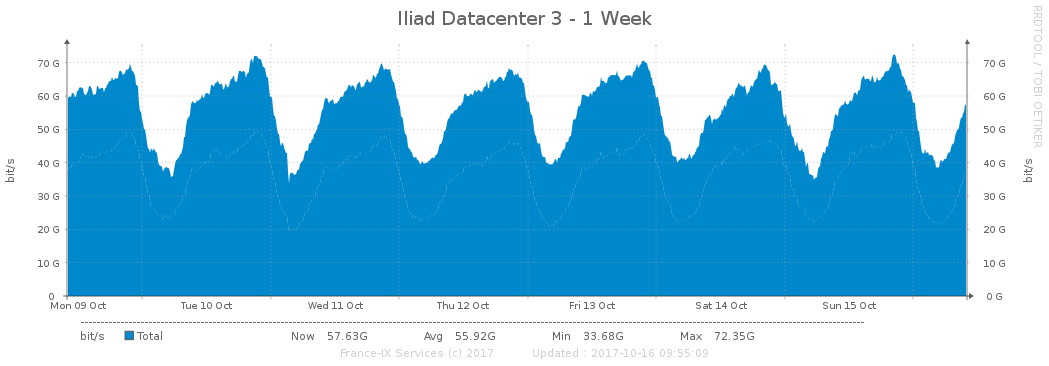 Iliad Datacenter 3 - 1 Week
RRDTOOL / TOBI OETIKER
70 G 70 G
60 G 60 G
50 G 50 G
40 G 40 G
30 G 30 G
20 G 20 G
10 G 10 G
0 0 G
bit/s bit/s
Mon 09 Oct Tue 10 Oct Wed 11 Oct Thu 12 Oct Fri 13 Oct Sat 14 Oct Sun 15 Oct
bit/s Total Now 57.63G Avg 55.92G Min 33.68G Max 72.35G
France-IX Services (c) 2017 Updated : 2017-10-16 09:55:09